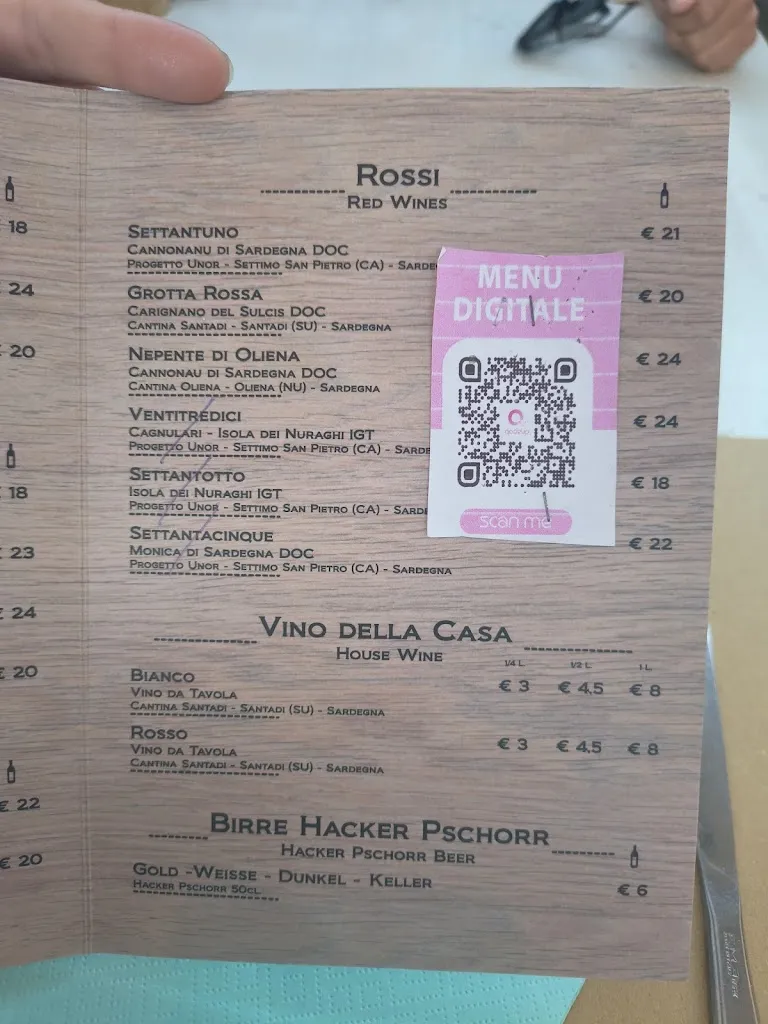 18
24
20
18
23
€ 24
€ 20
€ 22
€ 20
Rossi
Red Wines
Settantuno € 21
Cannonanu di Sardegna DOC
Progetto Unor - Settimo San Pietro (CA) - Sarde
Grotta Rossa € 20
Carignano del Sulcis DOC
Cantina Santadi - Santadi (SU) - Sardegna
Nepente di Oliena € 24
Cannonau di Sardegna DOC
Cantina Oliena - Oliena (NU) - Sardegna
Ventitredici € 24
Cagnulari - Isola dei Nuraghi IGT
Progetto Unor - Settimo San Pietro (CA) - Sarde
Settantotto € 18
Isola dei Nuraghi IGT
Progetto Unor - Settimo San Pietro (CA) - Sarde
Settantacinque € 22
Monica di Sardegna DOC
Progetto Unor - Settimo San Pietro (CA) - Sardegna
MENU
DIGITALE
scan me
Vino della Casa
House Wine
1/4 L 1/2 L 1 L
Bianco € 3 € 4,5 € 8
Vino da Tavola
Cantina Santadi - Santadi (SU) - Sardegna
Rosso € 3 € 4,5 € 8
Vino da Tavola
Cantina Santadi - Santadi (SU) - Sardegna
Birre Hacker Pschorr
Hacker Pschorr Beer
Gold -Weisse - Dunkel - Keller € 6
Hacker Pschorr 50cl